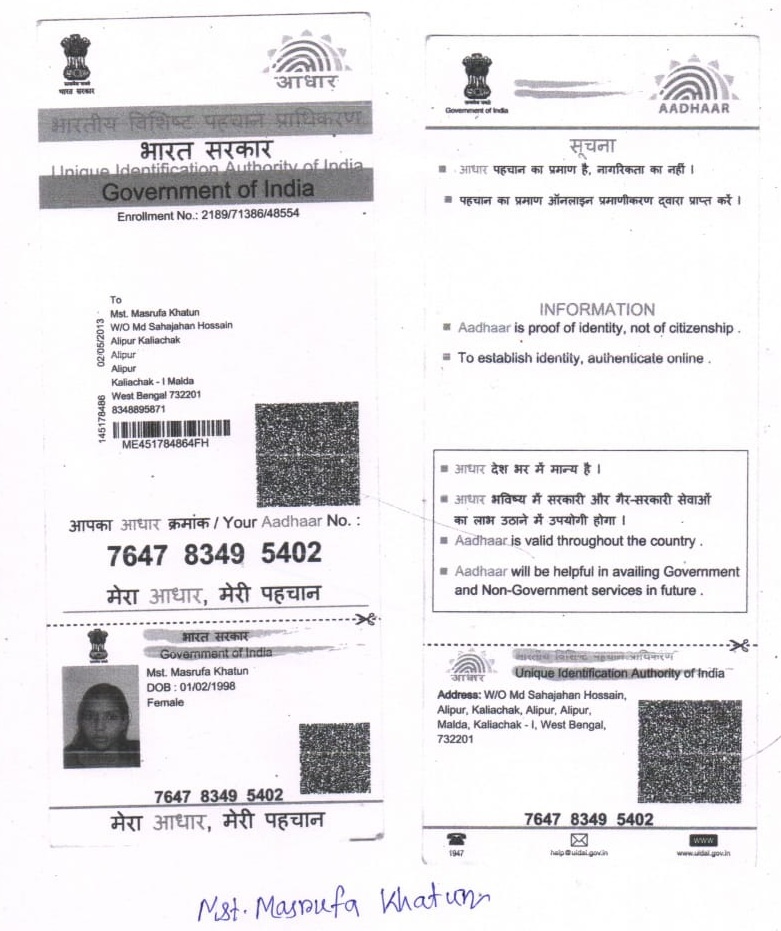 भारत सरकार
आधार
भारतीय विशिष्ट पहचान प्राधिकरण
भारत सरकार
Unique Identification Authority of India
Government of India
Enrollment No.: 2189/71386/48554
02/05/2013
145178486
To
Mst. Masrufa Khatun
W/O Md Sahajahan Hossain
Alipur Kaliachak
Alipur
Alipur
Kaliachak - I Malda
West Bengal 732201
8348895871
ME451784864FH
आपका आधार क्रमांक / Your Aadhaar No. :
7647 8349 5402
मेरा आधार, मेरी पहचान
भारत सरकार
Government of India
Mst. Masrufa Khatun
DOB : 01/02/1998
Female
7647 8349 5402
मेरा आधार, मेरी पहचान
Government of India
AADHAAR
सूचना
आधार पहचान का प्रमाण है, नागरिकता का नहीं ।
पहचान का प्रमाण ऑनलाइन प्रमाणीकरण द्वारा प्राप्त करें ।
INFORMATION
Aadhaar is proof of identity, not of citizenship .
To establish identity, authenticate online .
आधार देश भर में मान्य है ।
आधार भविष्य में सरकारी और गैर-सरकारी सेवाओं
का लाभ उठाने में उपयोगी होगा ।
Aadhaar is valid throughout the country .
Aadhaar will be helpful in availing Government
and Non-Government services in future .
भारतीय विशिष्ट पहचान प्राधिकरण
आधार
Unique Identification Authority of India
Address: W/O Md Sahajahan Hossain,
Alipur, Kaliachak, Alipur, Alipur,
Malda, Kaliachak - I, West Bengal,
732201
7647 8349 5402
WWW
1947
help@uidai.gov.in
www.uidai.gov.in
Mst. Masrufa Khatun